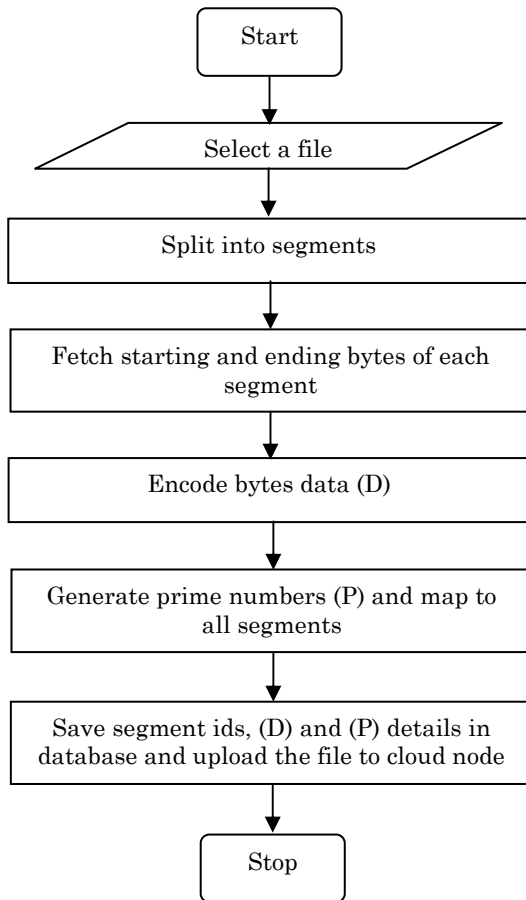 Start
Select a file
Split into segments
Fetch starting and ending bytes of each
segment
Encode bytes data (D)
Generate prime numbers (P) and map to
all segments
Save segment ids, (D) and (P) details in
database and upload the file to cloud node
Stop